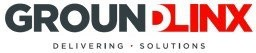 GROUNDLINX
DELIVERING · SOLUTIONS